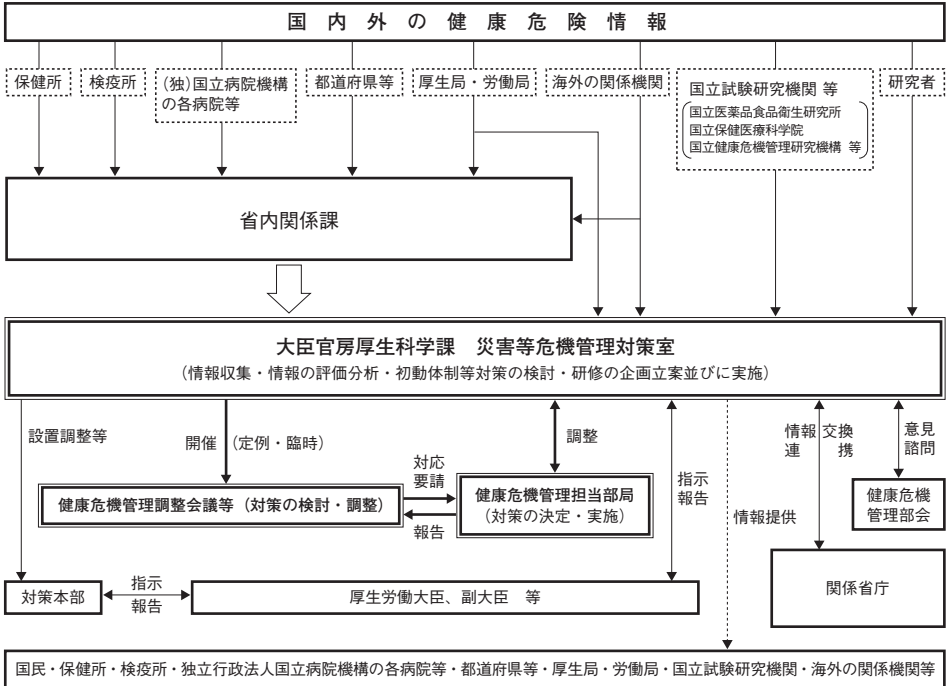 国内外の健康危険情報
保健所
検疫所
(独)国立病院機構
の各病院等
都道府県等
厚生局・労働局
海外の関係機関
国立試験研究機関 等
国立医薬品食品衛生研究所
国立保健医療科学院
国立健康危機管理研究機構 等
研究者
省内関係課
大臣官房厚生科学課 災害等危機管理対策室
(情報収集・情報の評価分析・初動体制等対策の検討・研修の企画立案並びに実施)
設置調整等
開催 (定例・臨時)
対応
要請
報告
調整
指示
報告
情報提供
情報 交換
連 携
意見
諮問
健康危機管理調整会議等(対策の検討・調整)
健康危機管理担当部局
(対策の決定・実施)
健康危機
管理部会
関係省庁
対策本部
指示
報告
厚生労働大臣、副大臣 等
国民・保健所・検疫所・独立行政法人国立病院機構の各病院等・都道府県等・厚生局・労働局・国立試験研究機関・海外の関係機関等